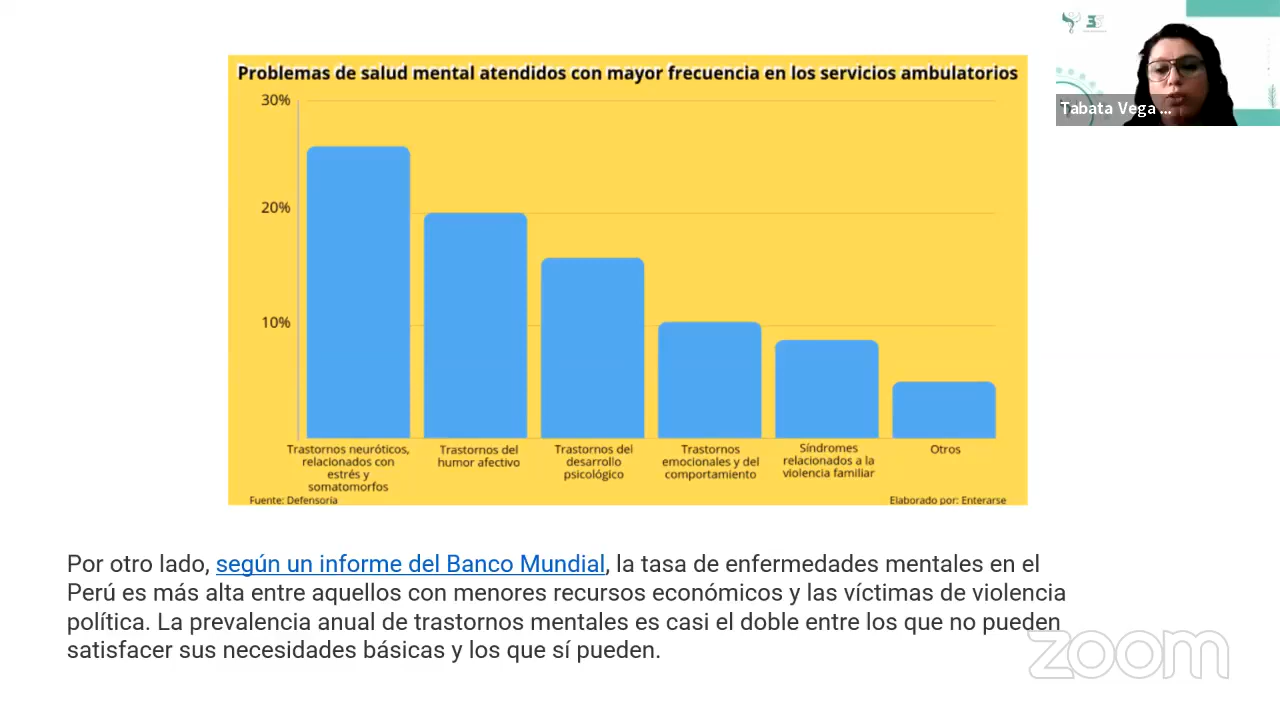 Problemas de salud mental atendidos con mayor frecuencia en los servicios ambulatorios
30%
20%
10%
Trastornos neuróticos,
relacionados con
estrés y
somatomorfos
Trastornos del
humor afectivo
Trastornos del
desarrollo
psicológico
Trastornos
emocionales y del
comportamiento
Síndromes
relacionados a la
violencia familiar
Otros
Fuente: Defensoría
Elaborado por: Enterarse
Por otro lado, según un informe del Banco Mundial, la tasa de enfermedades mentales en el
Perú es más alta entre aquellos con menores recursos económicos y las víctimas de violencia
política. La prevalencia anual de trastornos mentales es casi el doble entre los que no pueden
satisfacer sus necesidades básicas y los que sí pueden.
Tabata Vega ...
zoom